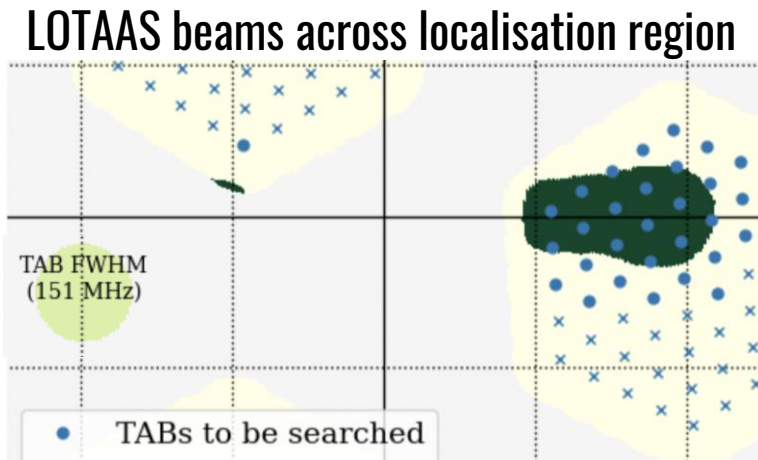 LOTAAS beams across localisation region
TAB FWHM
(151 MHz)
TABs to be searched